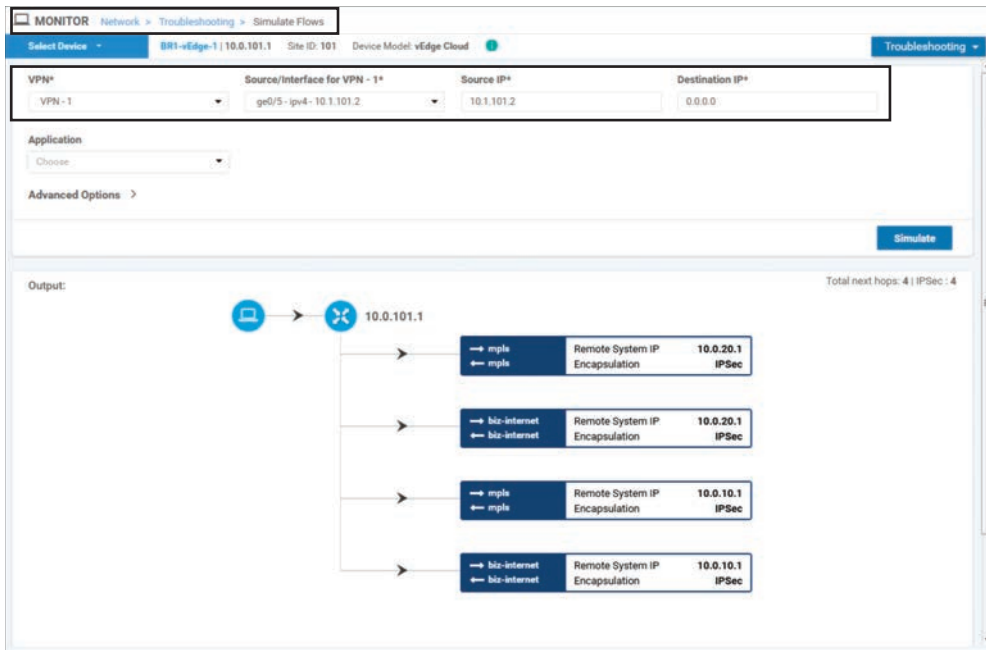 MONITOR Network > Troubleshooting > Simulate Flows
Select Device BR1-vEdge-1 | 10.0.101.1 Site ID: 101 Device Model: vEdge Cloud Troubleshooting
VPN* Source/Interface for VPN - 1* Source IP* Destination IP*
VPN - 1 ge0/5 - ipv4 - 10.1.101.2 10.1.101.2 0.0.0.0
Application
Choose
Advanced Options >
Simulate
Output: Total next hops: 4 | IPSec : 4
10.0.101.1
→ mpls Remote System IP 10.0.20.1
← mpls Encapsulation IPSec
→ biz-internet Remote System IP 10.0.20.1
← biz-internet Encapsulation IPSec
→ mpls Remote System IP 10.0.10.1
← mpls Encapsulation IPSec
→ biz-internet Remote System IP 10.0.10.1
← biz-internet Encapsulation IPSec